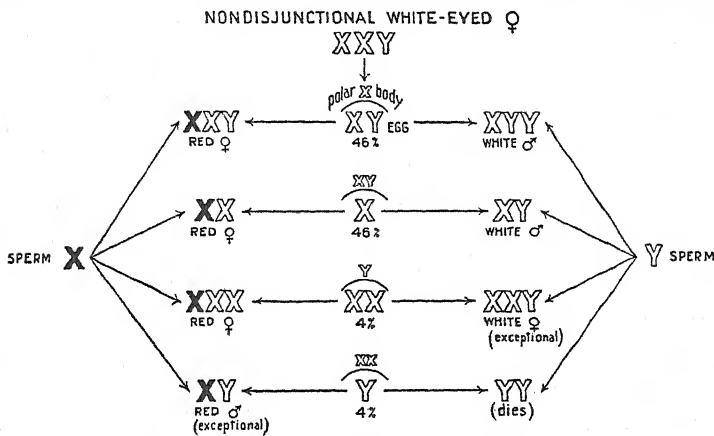 NONDISJUNCTIONAL WHITE-EYED ♀
XXY
polar X body
XXY XY EGG XYY
RED ♀ 46% WHITE ♂
XY
XX X XY
RED ♀ 46% WHITE ♂
SPERM X Y SPERM
Y
XXX XX XXY
RED ♀ 4% WHITE ♀
(exceptional)
XX
XY Y YY
RED ♂ 4% (dies)
(exceptional)